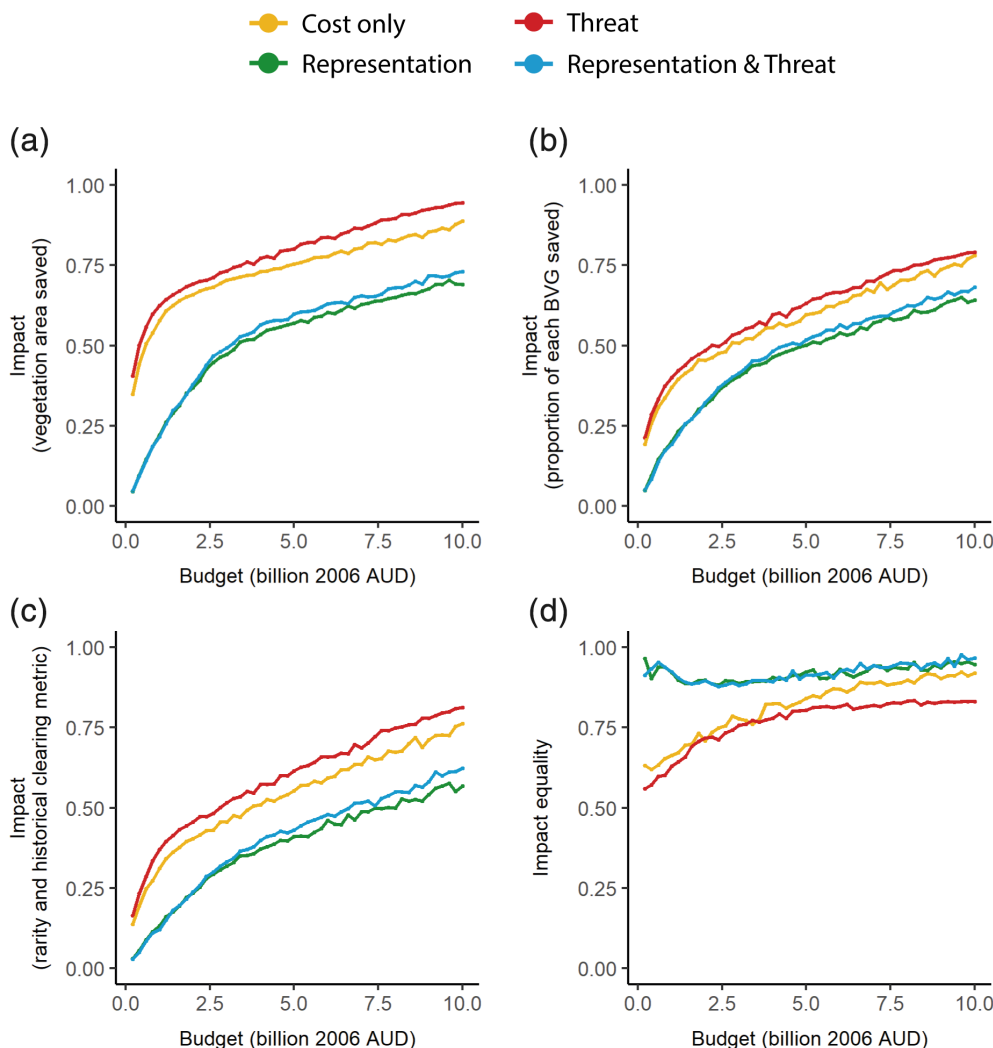 Cost only
Threat
Representation
Representation & Threat
(a)
Impact
(vegetation area saved)
1.00
0.75
0.50
0.25
0.00
0.0
2.5
5.0
7.5
10.0
Budget (billion 2006 AUD)
(b)
Impact
(proportion of each BVG saved)
1.00
0.75
0.50
0.25
0.00
0.0
2.5
5.0
7.5
10.0
Budget (billion 2006 AUD)
(c)
Impact
(rarity and historical clearing metric)
1.00
0.75
0.50
0.25
0.00
0.0
2.5
5.0
7.5
10.0
Budget (billion 2006 AUD)
(d)
Impact equality
1.00
0.75
0.50
0.25
0.00
0.0
2.5
5.0
7.5
10.0
Budget (billion 2006 AUD)